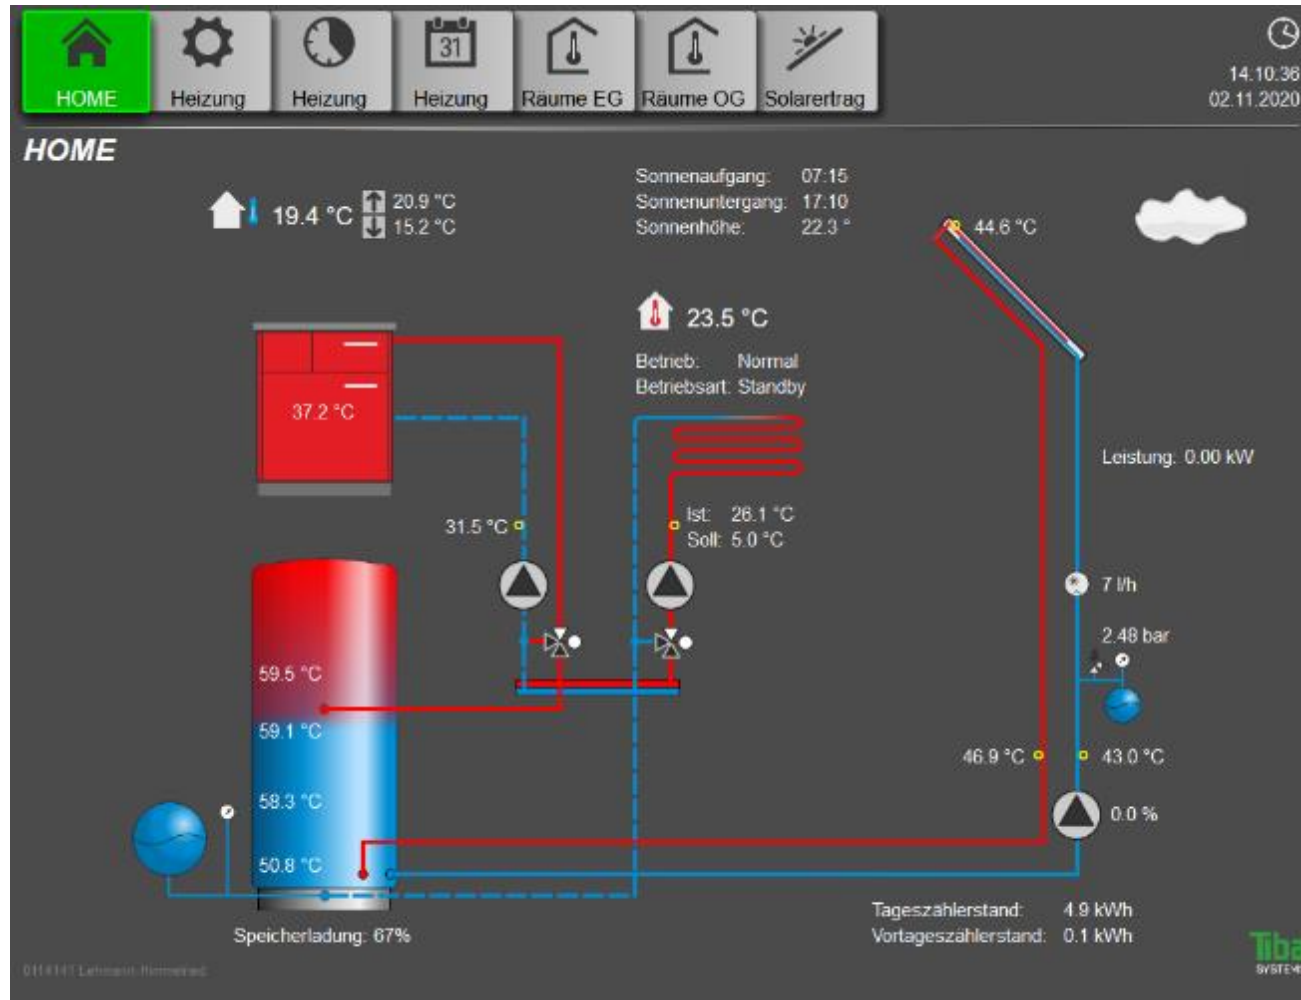 31
HOME Heizung Heizung Heizung Räume EG Räume OG Solarertrag
14.10.36
02.11.2020
HOME
Sonnenaufgang: 07:15
Sonnenuntergang: 17:10
Sonnenhöhe: 22.3 °
19.4 °C
20.9 °C
15.2 °C
44.6 °C
23.5 °C
Betrieb: Normal
Betriebsart: Standby
37.2 °C
Leistung: 0.00 kW
31.5 °C
Ist: 26.1 °C
Soll: 5.0 °C
7 l/h
2.48 bar
59.5 °C
59.1 °C
46.9 °C
43.0 °C
58.3 °C
0.0 %
50.8 °C
Tageszählerstand: 4.9 kWh
Vortageszählerstand: 0.1 kWh
Speicherladung: 67%
Tiba
SYSTEM
0114141 Lehmann